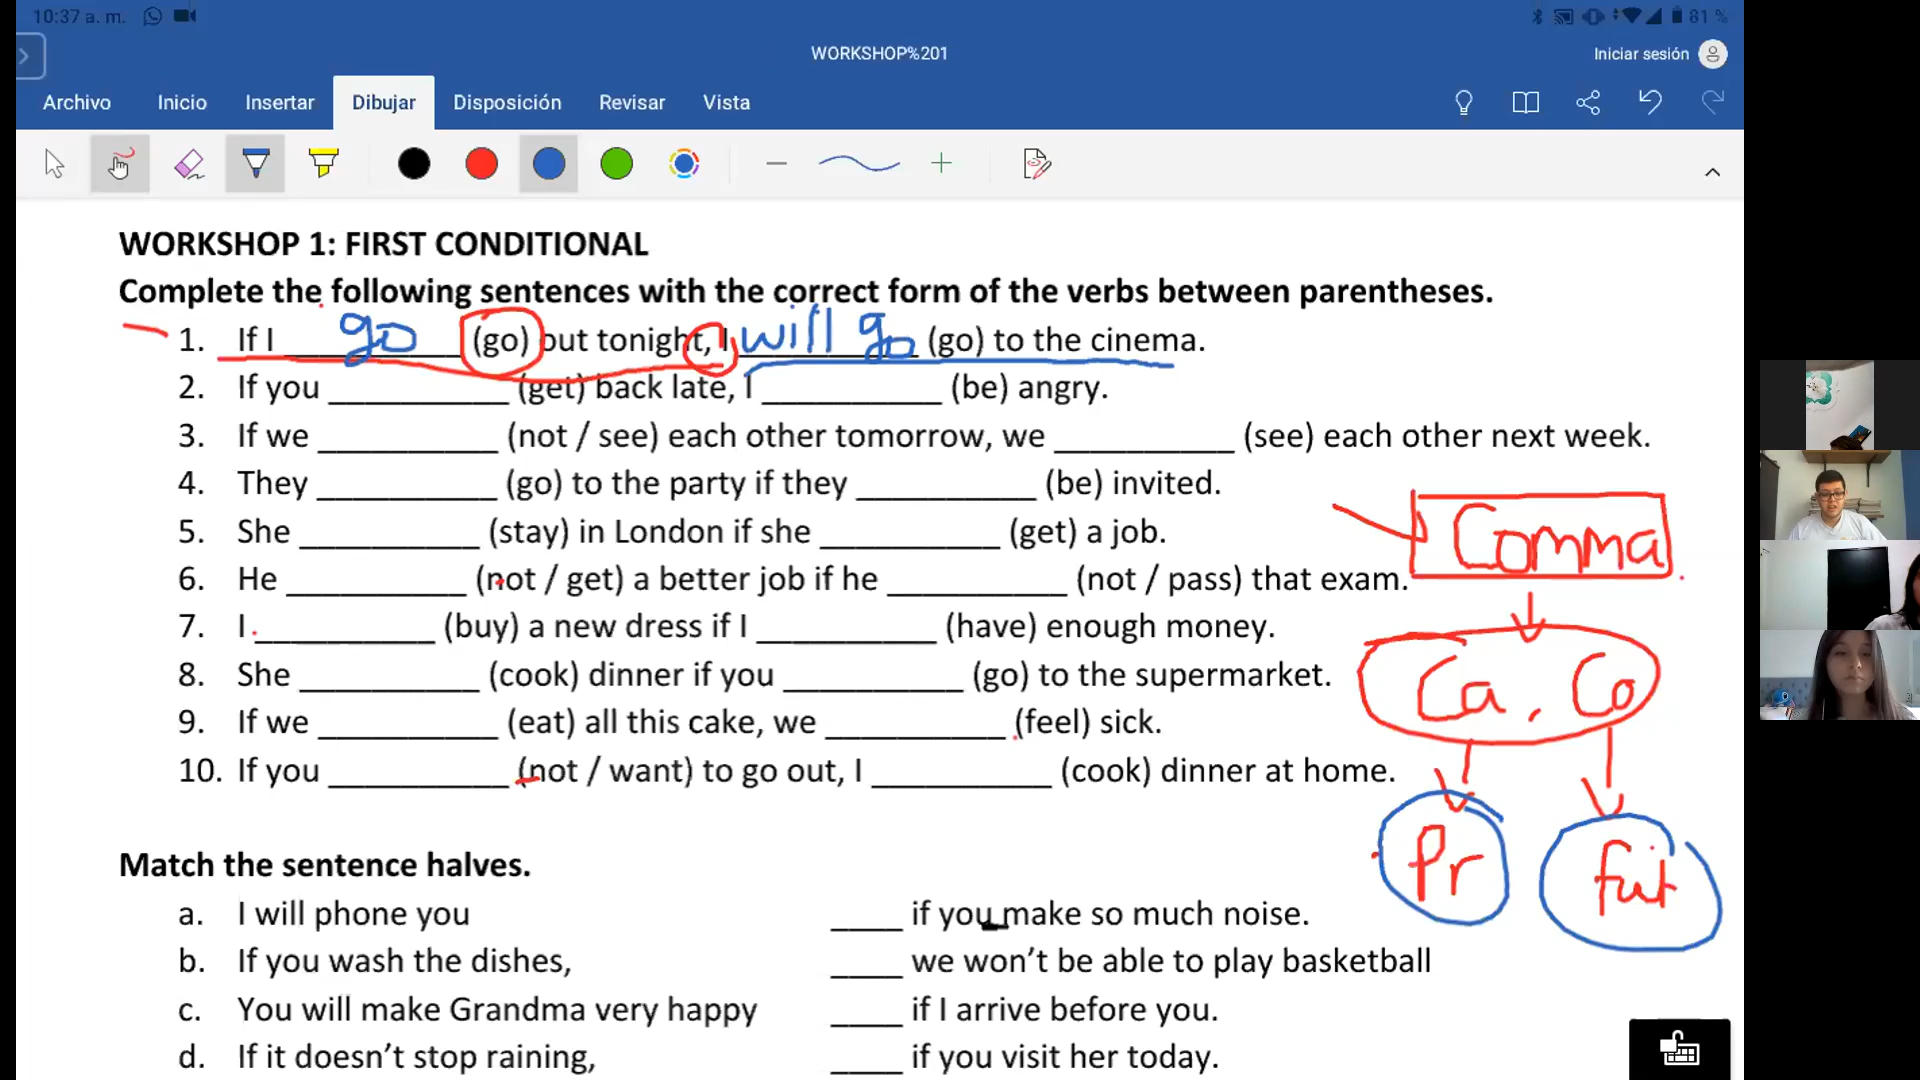 10:37 a. m. 81 %
WORKSHOP%201
Iniciar sesión
Archivo Inicio Insertar Dibujar Disposición Revisar Vista
WORKSHOP 1: FIRST CONDITIONAL
Complete the following sentences with the correct form of the verbs between parentheses.
1. If I __________ go (go) out tonight, I __________ will go (go) to the cinema.
2. If you __________ (get) back late, I __________ (be) angry.
3. If we __________ (not / see) each other tomorrow, we __________ (see) each other next week.
4. They __________ (go) to the party if they __________ (be) invited.
5. She __________ (stay) in London if she __________ (get) a job.
6. He __________ (not / get) a better job if he __________ (not / pass) that exam.
7. I __________ (buy) a new dress if I __________ (have) enough money.
8. She __________ (cook) dinner if you __________ (go) to the supermarket.
9. If we __________ (eat) all this cake, we __________ (feel) sick.
10. If you __________ (not / want) to go out, I __________ (cook) dinner at home.
Comma
Ca , Co
Pr Fut
Match the sentence halves.
a. I will phone you ____ if you make so much noise.
b. If you wash the dishes, ____ we won't be able to play basketball
c. You will make Grandma very happy ____ if I arrive before you.
d. If it doesn't stop raining, ____ if you visit her today.